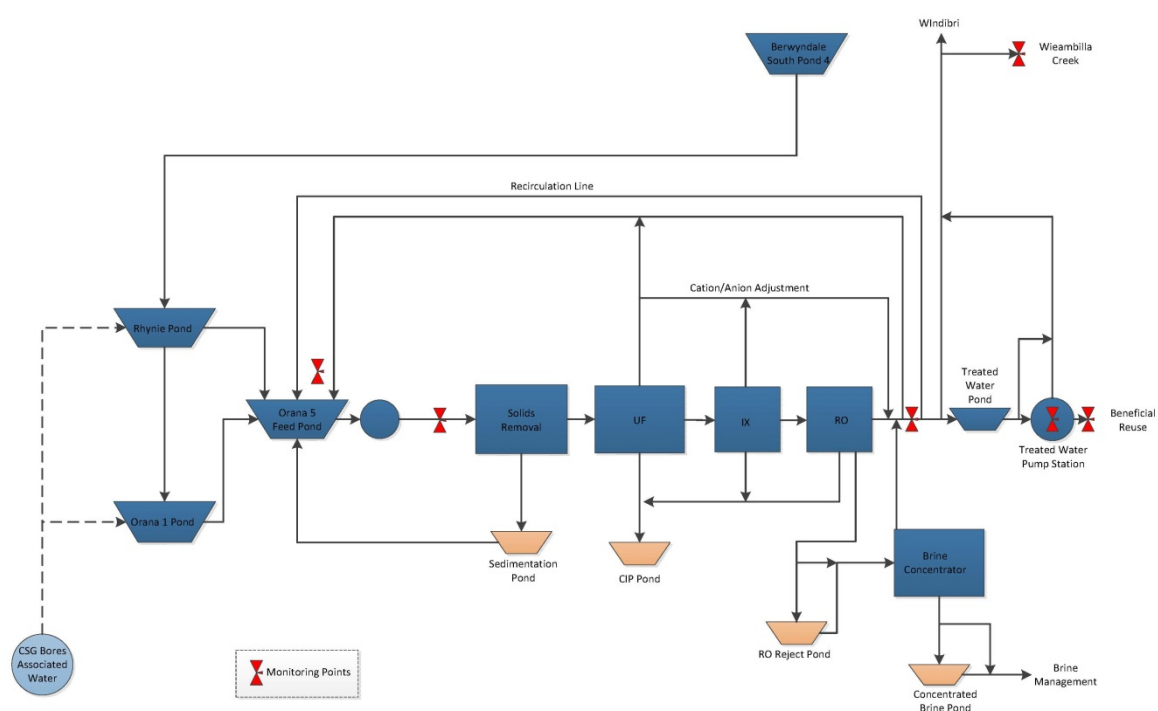 WIndibri
Berwyndale
South Pond 4
Wieambilla
Creek
Recirculation Line
Cation/Anion Adjustment
Rhynie Pond
Orana 5
Feed Pond
Solids
Removal
UF
IX
RO
Treated
Water
Pond
Beneficial
Reuse
Treated Water
Pump Station
Orana 1 Pond
Sedimentation
Pond
CIP Pond
Brine
Concentrator
RO Reject Pond
CSG Bores
Associated
Water
Monitoring Points
Concentrated
Brine Pond
Brine
Management